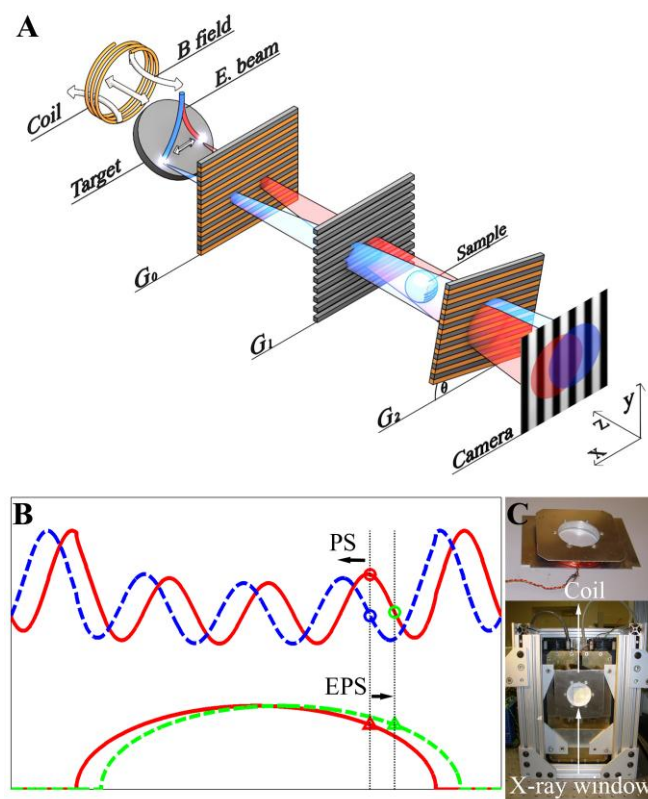 A
B field
E. beam
Coil
Target
G0
Sample
G1
θ
G2
Camera
x
z
y
B
PS
EPS
C
Coil
X-ray window